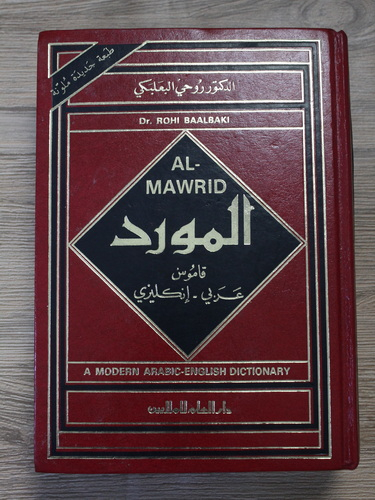 طبعة جديدة ملونة
الدكتور روحي البعلبكي
Dr. ROHI BAALBAKI
AL-
MAWRID
المورد
قاموس
عربي - إنكليزي
A MODERN ARABIC-ENGLISH DICTIONARY
دار العلم للملايين